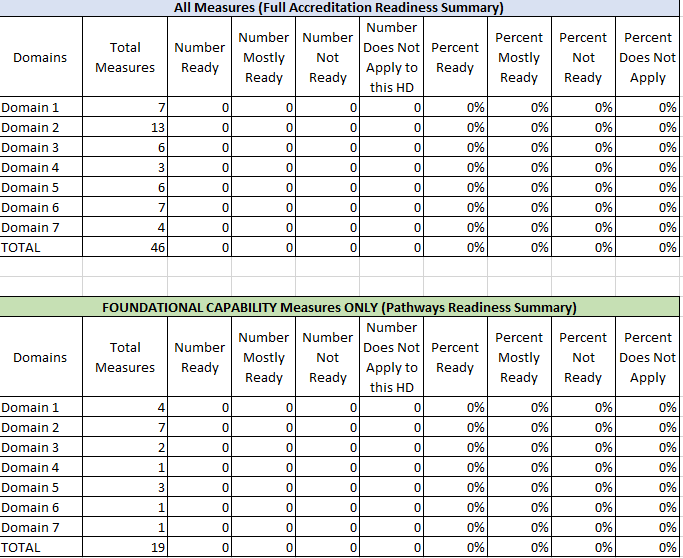 All Measures (Full Accreditation Readiness Summary)
Domains Total Measures Number Ready Number Mostly Ready Number Not Ready Number Does Not Apply to this HD Percent Ready Percent Mostly Ready Percent Not Ready Percent Does Not Apply
Domain 1 7 0 0 0 0 0% 0% 0% 0%
Domain 2 13 0 0 0 0 0% 0% 0% 0%
Domain 3 6 0 0 0 0 0% 0% 0% 0%
Domain 4 3 0 0 0 0 0% 0% 0% 0%
Domain 5 6 0 0 0 0 0% 0% 0% 0%
Domain 6 7 0 0 0 0 0% 0% 0% 0%
Domain 7 4 0 0 0 0 0% 0% 0% 0%
TOTAL 46 0 0 0 0 0% 0% 0% 0%
FOUNDATIONAL CAPABILITY Measures ONLY (Pathways Readiness Summary)
Domains Total Measures Number Ready Number Mostly Ready Number Not Ready Number Does Not Apply to this HD Percent Ready Percent Mostly Ready Percent Not Ready Percent Does Not Apply
Domain 1 4 0 0 0 0 0% 0% 0% 0%
Domain 2 7 0 0 0 0 0% 0% 0% 0%
Domain 3 2 0 0 0 0 0% 0% 0% 0%
Domain 4 1 0 0 0 0 0% 0% 0% 0%
Domain 5 3 0 0 0 0 0% 0% 0% 0%
Domain 6 1 0 0 0 0 0% 0% 0% 0%
Domain 7 1 0 0 0 0 0% 0% 0% 0%
TOTAL 19 0 0 0 0 0% 0% 0% 0%